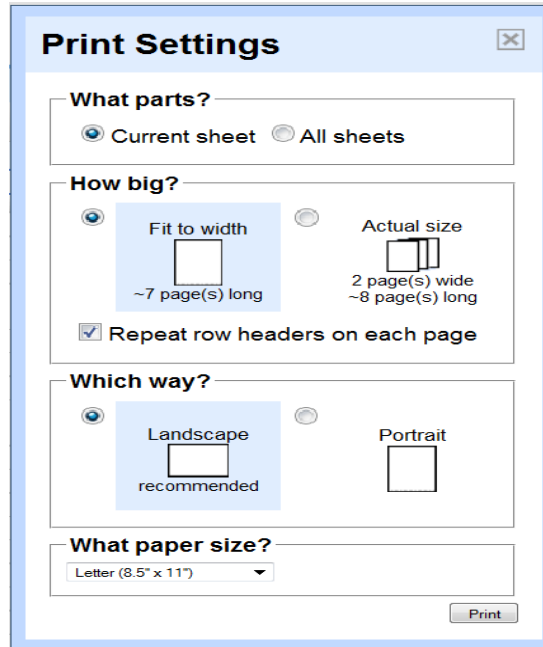 Print Settings
What parts?
Current sheet All sheets
How big?
Fit to width
~7 page(s) long
Actual size
2 page(s) wide
~8 page(s) long
Repeat row headers on each page
Which way?
Landscape
recommended
Portrait
What paper size?
Letter (8.5" x 11")
Print